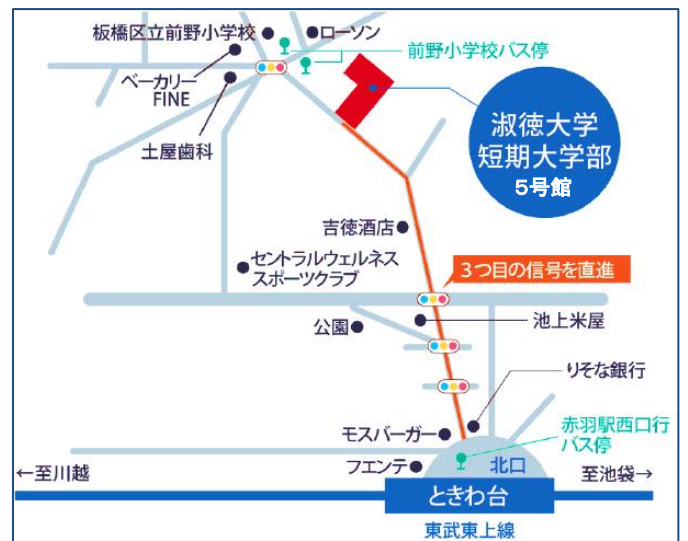 板橋区立前野小学校
ローソン
前野小学校バス停
ベーカリー
FINE
土屋歯科
淑徳大学
短期大学部
5号館
吉徳酒店
セントラルウェルネス
スポーツクラブ
3つ目の信号を直進
公園
池上米屋
りそな銀行
モスバーガー
赤羽駅西口行
バス停
フエンテ
北口
←至川越
至池袋→
ときわ台
東武東上線